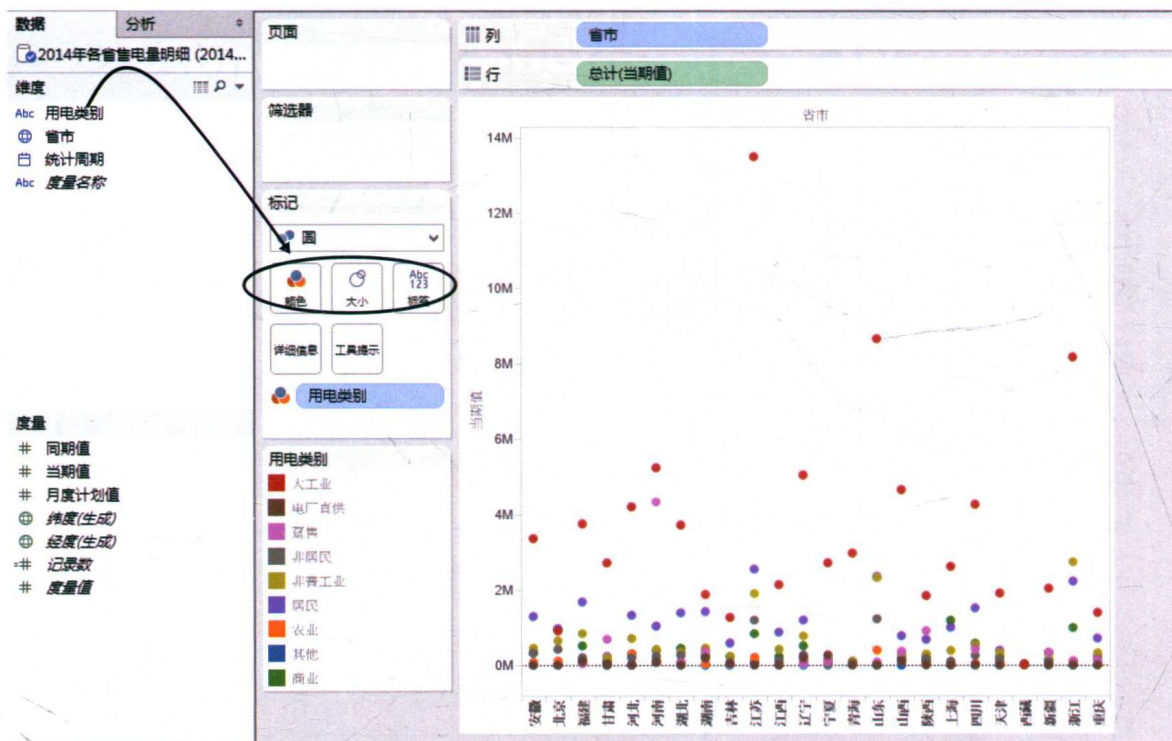 数据 分析
2014年各省售电量明细 (2014...
维度
Abc 用电类别
省市
统计周期
Abc 度量名称
度量
# 同期值
# 当期值
# 月度计划值
纬度(生成)
经度(生成)
# 记录数
# 度量值
页面
筛选器
标记
圆
颜色 大小 Abc 123 标签
详细信息 工具提示
用电类别
用电类别
大工业
电厂直供
趸售
非居民
非普工业
居民
农业
其他
商业
列 省市
行 总计(当期值)
省市
当期值
14M
12M
10M
8M
6M
4M
2M
0M
安徽
北京
福建
甘肃
河北
河南
湖北
湖南
吉林
江苏
江西
辽宁
宁夏
青海
山东
山西
陕西
上海
四川
天津
西藏
新疆
浙江
重庆